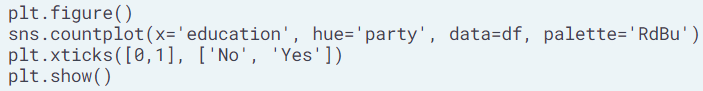 plt.figure()
sns.countplot(x='education', hue='party', data=df, palette='RdBu')
plt.xticks([0,1], ['No', 'Yes'])
plt.show()